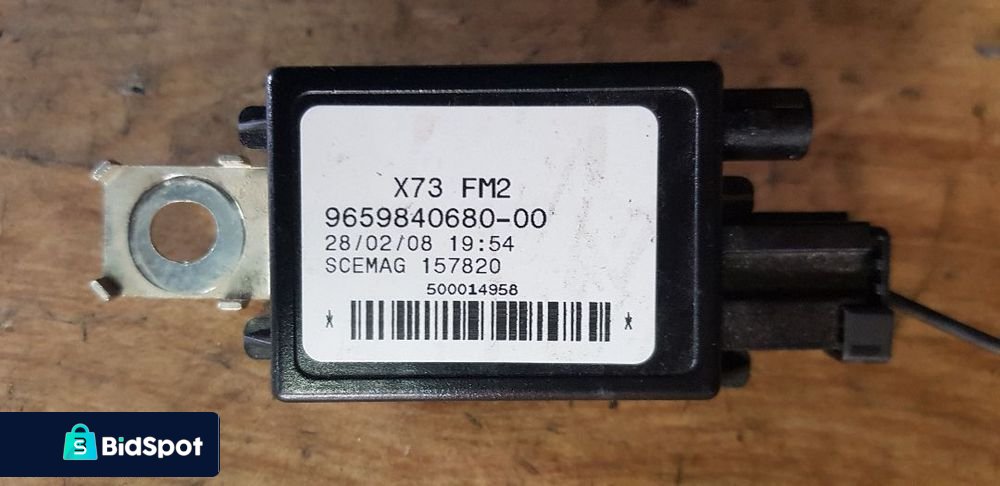 X73 FM2
9659840680-00
28/02/08 19:54
SCEMAG 157820
500014958
* *
S
BidSpot